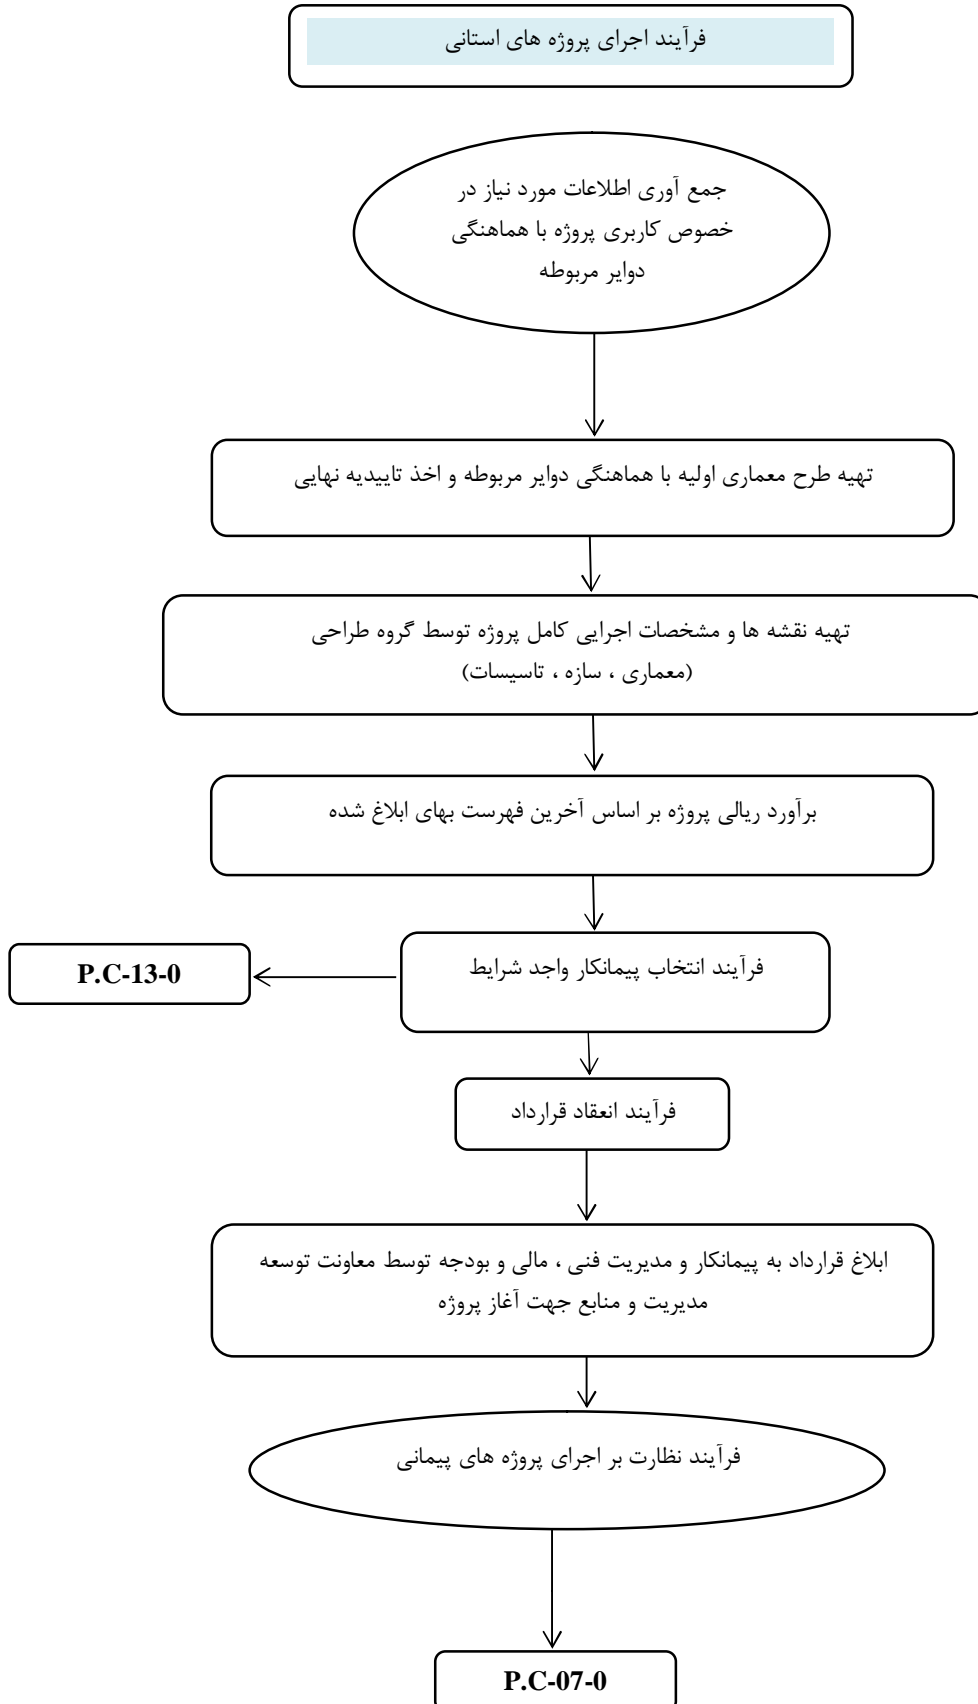 فرآیند اجرای پروژه های استانی
جمع آوری اطلاعات مورد نیاز در
خصوص کاربری پروژه با هماهنگی
دوایر مربوطه
تهیه طرح معماری اولیه با هماهنگی دوایر مربوطه و اخذ تاییدیه نهایی
تهیه نقشه ها و مشخصات اجرایی کامل پروژه توسط گروه طراحی
(معماری ، سازه ، تاسیسات)
برآورد ریالی پروژه بر اساس آخرین فهرست بهای ابلاغ شده
فرآیند انتخاب پیمانکار واجد شرایط
P.C-13-0
فرآیند انعقاد قرارداد
ابلاغ قرارداد به پیمانکار و مدیریت فنی ، مالی و بودجه توسط معاونت توسعه
مدیریت و منابع جهت آغاز پروژه
فرآیند نظارت بر اجرای پروژه های پیمانی
P.C-07-0